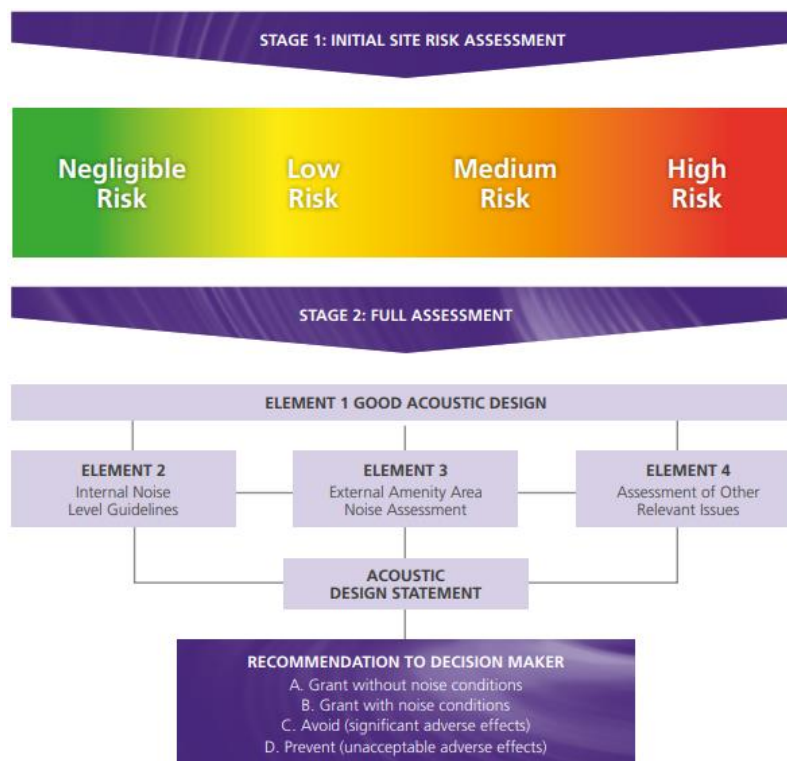 STAGE 1: INITIAL SITE RISK ASSESSMENT
Negligible
Risk
Low
Risk
Medium
Risk
High
Risk
STAGE 2: FULL ASSESSMENT
ELEMENT 1 GOOD ACOUSTIC DESIGN
ELEMENT 2
Internal Noise
Level Guidelines
ELEMENT 3
External Amenity Area
Noise Assessment
ELEMENT 4
Assessment of Other
Relevant Issues
ACOUSTIC
DESIGN STATEMENT
RECOMMENDATION TO DECISION MAKER
A. Grant without noise conditions
B. Grant with noise conditions
C. Avoid (significant adverse effects)
D. Prevent (unacceptable adverse effects)